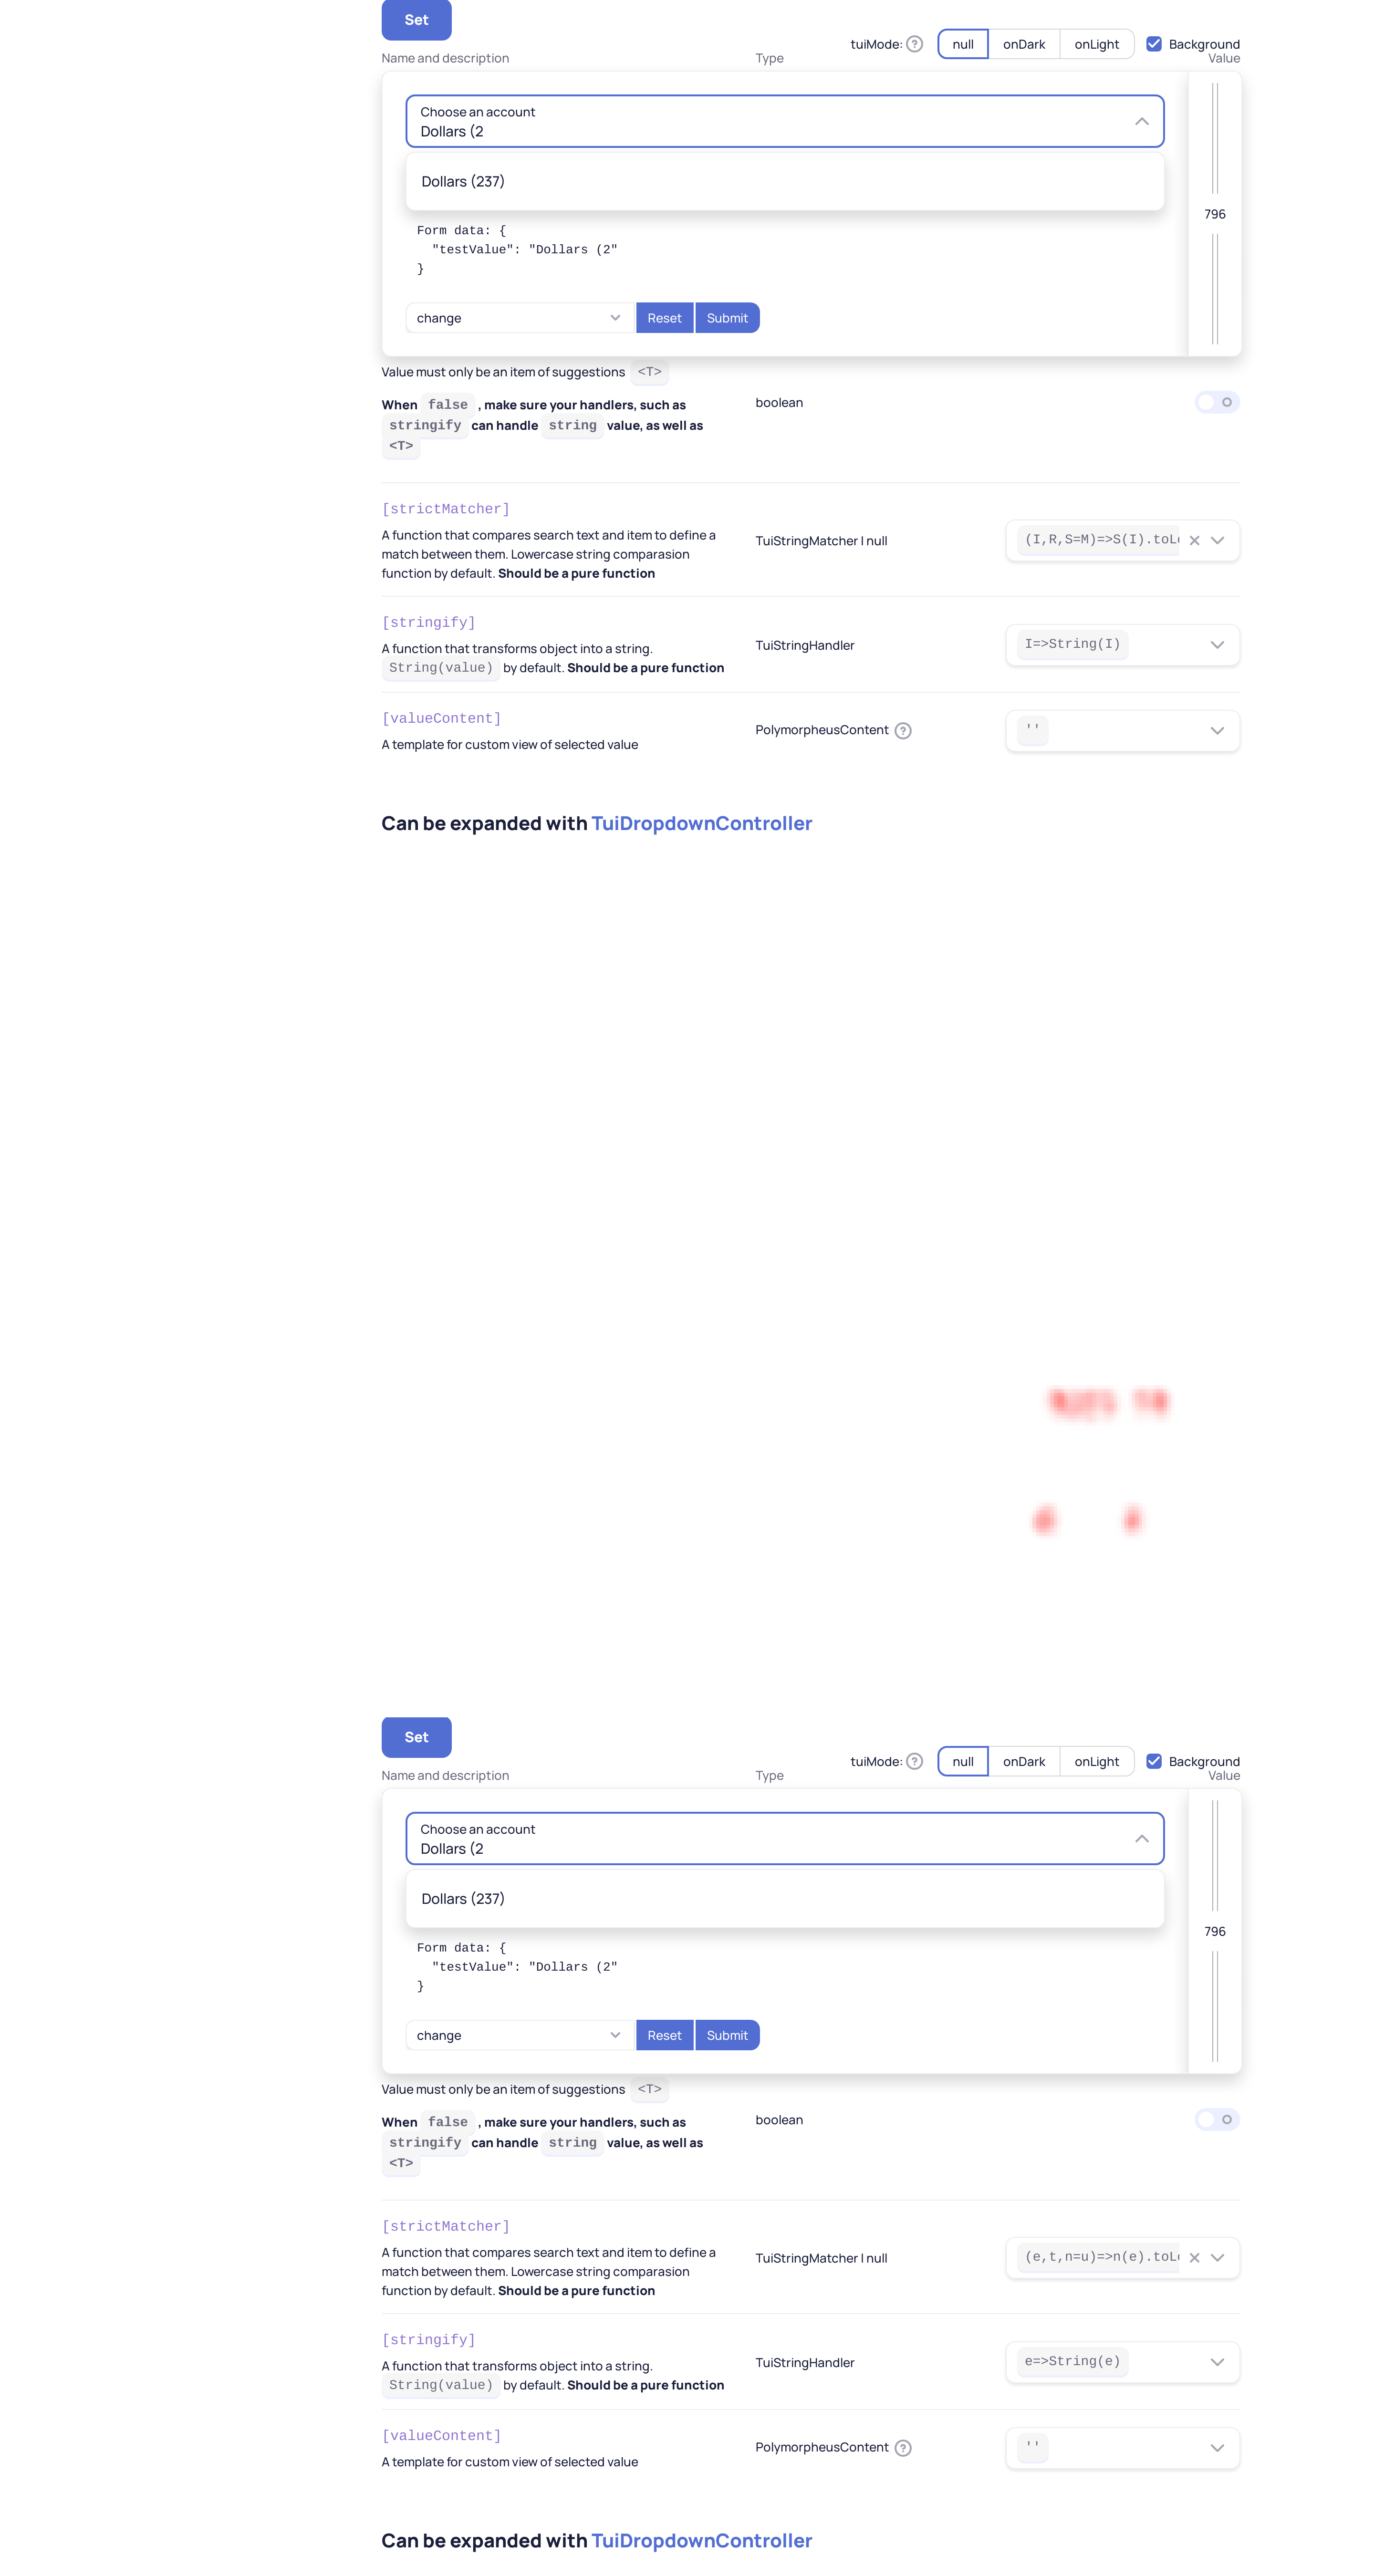 Set
tuiMode: ? null onDark onLight Background
Name and description Type Value
Choose an account
Dollars (2
Dollars (237)
796
Form data: {
"testValue": "Dollars (2"
}
change Reset Submit
Value must only be an item of suggestions <T>
When false , make sure your handlers, such as
stringify can handle string value, as well as
<T>
boolean
[strictMatcher]
A function that compares search text and item to define a
match between them. Lowercase string comparasion
function by default. Should be a pure function
TuiStringMatcher | null
(I,R,S=M)=>S(I).toLo
[stringify]
A function that transforms object into a string.
String(value) by default. Should be a pure function
TuiStringHandler
I=>String(I)
[valueContent]
A template for custom view of selected value
PolymorpheusContent ?
''
Can be expanded with TuiDropdownController
Set
tuiMode: ? null onDark onLight Background
Name and description Type Value
Choose an account
Dollars (2
Dollars (237)
796
Form data: {
"testValue": "Dollars (2"
}
change Reset Submit
Value must only be an item of suggestions <T>
When false , make sure your handlers, such as
stringify can handle string value, as well as
<T>
boolean
[strictMatcher]
A function that compares search text and item to define a
match between them. Lowercase string comparasion
function by default. Should be a pure function
TuiStringMatcher | null
(e,t,n=u)=>n(e).toLo
[stringify]
A function that transforms object into a string.
String(value) by default. Should be a pure function
TuiStringHandler
e=>String(e)
[valueContent]
A template for custom view of selected value
PolymorpheusContent ?
''
Can be expanded with TuiDropdownController